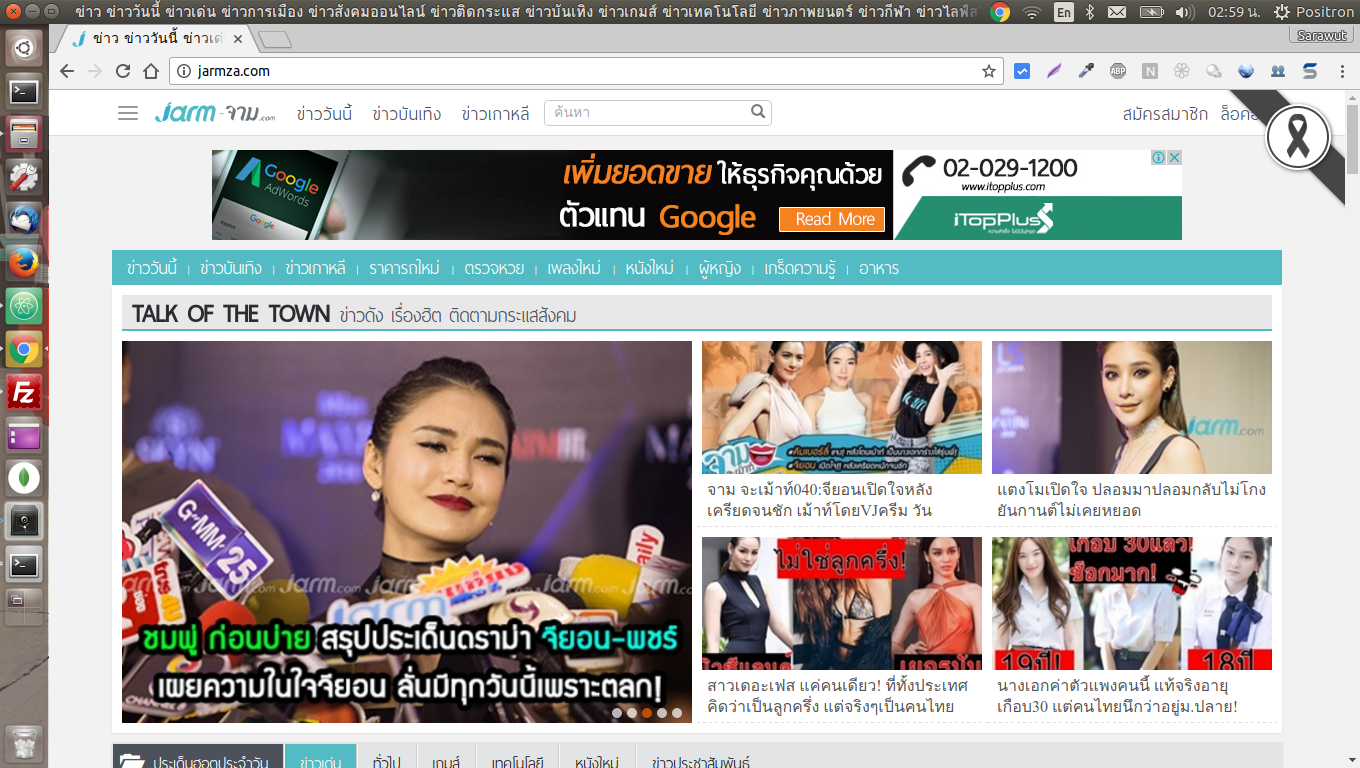 ข่าว ข่าววันนี้ ข่าวเด่น ข่าวการเมือง ข่าวสังคมออนไลน์ ข่าวติดกระแส ข่าวบันเทิง ข่าวเกมส์ ข่าวเทคโนโลยี ข่าวภาพยนตร์ ข่าวกีฬา ข่าวไลฟ์ส
En
02:59 น.
Positron
ข่าว ข่าววันนี้ ข่าวเด่
Sarawut
jarmza.com
ABP
Jarm - จาม.com
ข่าววันนี้
ข่าวบันเทิง
ข่าวเกาหลี
ค้นหา
สมัครสมาชิก
Google
AdWords
เพิ่มยอดขาย ให้ธุรกิจคุณด้วย
ตัวแทน Google
Read More
02-029-1200
www.itopplus.com
iTopPlus
ข่าววันนี้ | ข่าวบันเทิง | ข่าวเกาหลี | ราคารถใหม่ | ตรวจหวย | เพลงใหม่ | หนังใหม่ | ผู้หญิง | เกร็ดความรู้ | อาหาร
TALK OF THE TOWN ข่าวดัง เรื่องฮิต ติดตามกระแสสังคม
G-MM' 25
Jarm.com
ชมพู่ ก่อนบ่าย สรุปประเด็นดราม่า จียอน-พชร์
เผยความในใจจียอน ลั่นมีทุกวันนี้เพราะตลก!
จาม จะเม้าท์040:จียอนเปิดใจหลัง
เครียดจนชัก เม้าท์โดยVJครีม วัน
Jarm.com
แตงโมเปิดใจ ปลอมมาปลอมกลับไม่โกง
ยันกานต์ไม่เคยหยอด
ไม่ใช่ลูกครึ่ง!
สาวเดอะเฟส แค่คนเดียว! ที่ทั้งประเทศ
คิดว่าเป็นลูกครึ่ง แต่จริงๆเป็นคนไทย
เกือบ 30แล้ว!
ช็อกมาก!
19ปี!
18ปี!
นางเอกค่าตัวแพงคนนี้ แท้จริงอายุ
เกือบ30 แต่คนไทยนึกว่าอยู่ม.ปลาย!
ประเด็นฮอตประจำวัน
ข่าวเด่น
ทั่วไป
เกมส์
เทคโนโลยี
หนังใหม่
ข่าวประชาสัมพันธ์